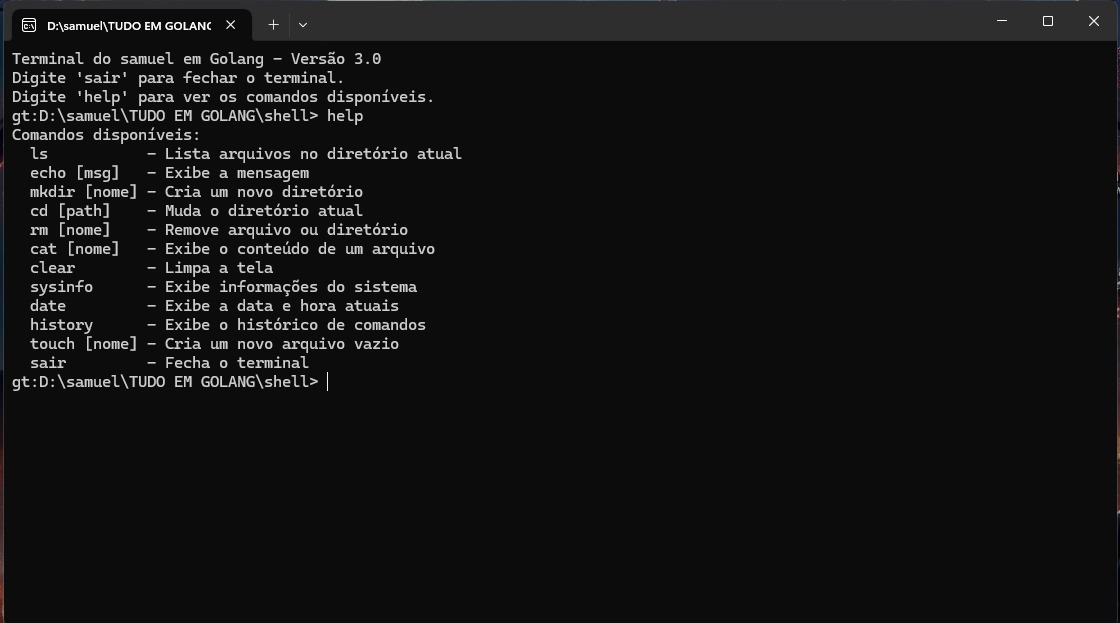 D:\samuel\TUDO EM GOLANG
Terminal do samuel em Golang - Versão 3.0
Digite 'sair' para fechar o terminal.
Digite 'help' para ver os comandos disponíveis.
gt:D:\samuel\TUDO EM GOLANG\shell> help
Comandos disponíveis:
  ls           - Lista arquivos no diretório atual
  echo [msg]   - Exibe a mensagem
  mkdir [nome] - Cria um novo diretório
  cd [path]    - Muda o diretório atual
  rm [nome]    - Remove arquivo ou diretório
  cat [nome]   - Exibe o conteúdo de um arquivo
  clear        - Limpa a tela
  sysinfo      - Exibe informações do sistema
  date         - Exibe a data e hora atuais
  history      - Exibe o histórico de comandos
  touch [nome] - Cria um novo arquivo vazio
  sair         - Fecha o terminal
gt:D:\samuel\TUDO EM GOLANG\shell>